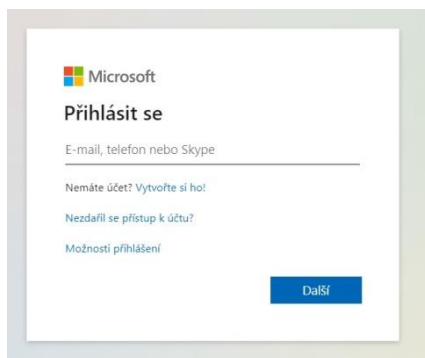 Microsoft
Přihlásit se
E-mail, telefon nebo Skype
Nemáte účet? Vytvořte si ho!
Nezdařil se přístup k účtu?
Možnosti přihlášení
Další